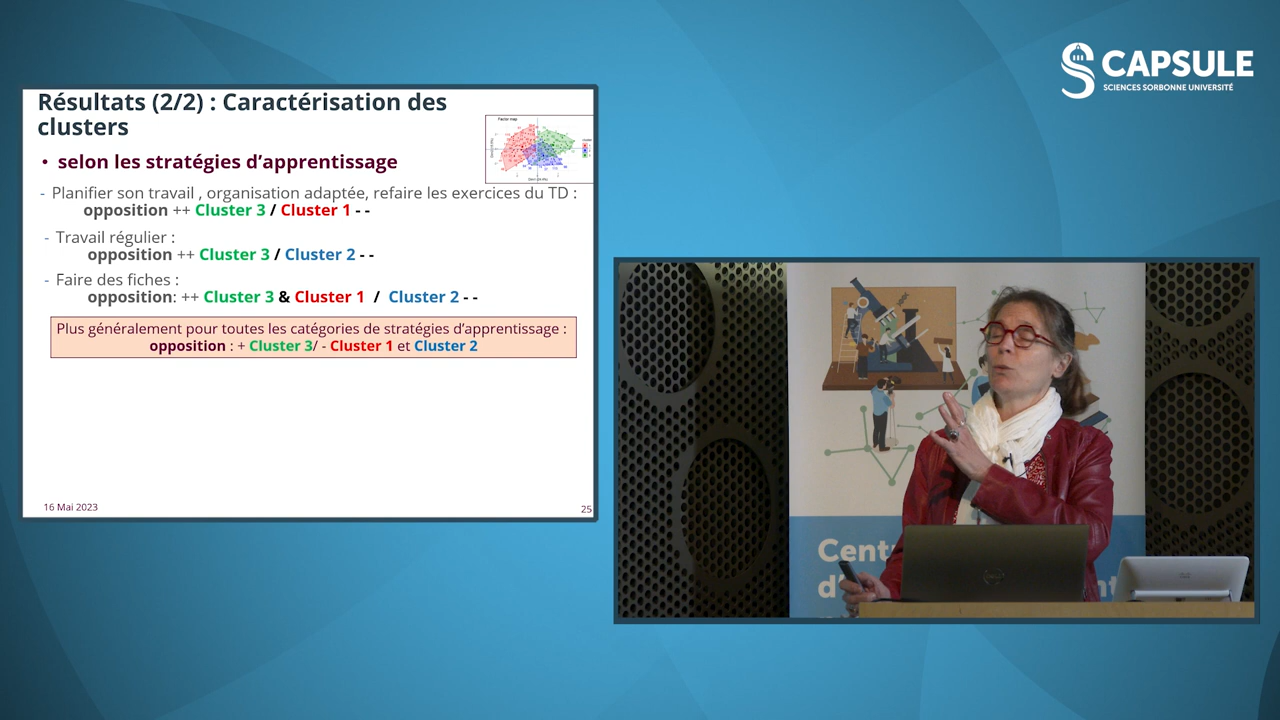 CAPSULE
SCIENCES SORBONNE UNIVERSITÉ
Résultats (2/2) : Caractérisation des
clusters
• selon les stratégies d'apprentissage
Factor map
- Planifier son travail , organisation adaptée, refaire les exercices du TD :
opposition ++ Cluster 3 / Cluster 1 - -
- Travail régulier :
opposition ++ Cluster 3 / Cluster 2 - -
- Faire des fiches :
opposition: ++ Cluster 3 & Cluster 1 / Cluster 2 - -
Plus généralement pour toutes les catégories de stratégies d'apprentissage :
opposition : + Cluster 3/ - Cluster 1 et Cluster 2
16 Mai 2023
25
Cent
d'